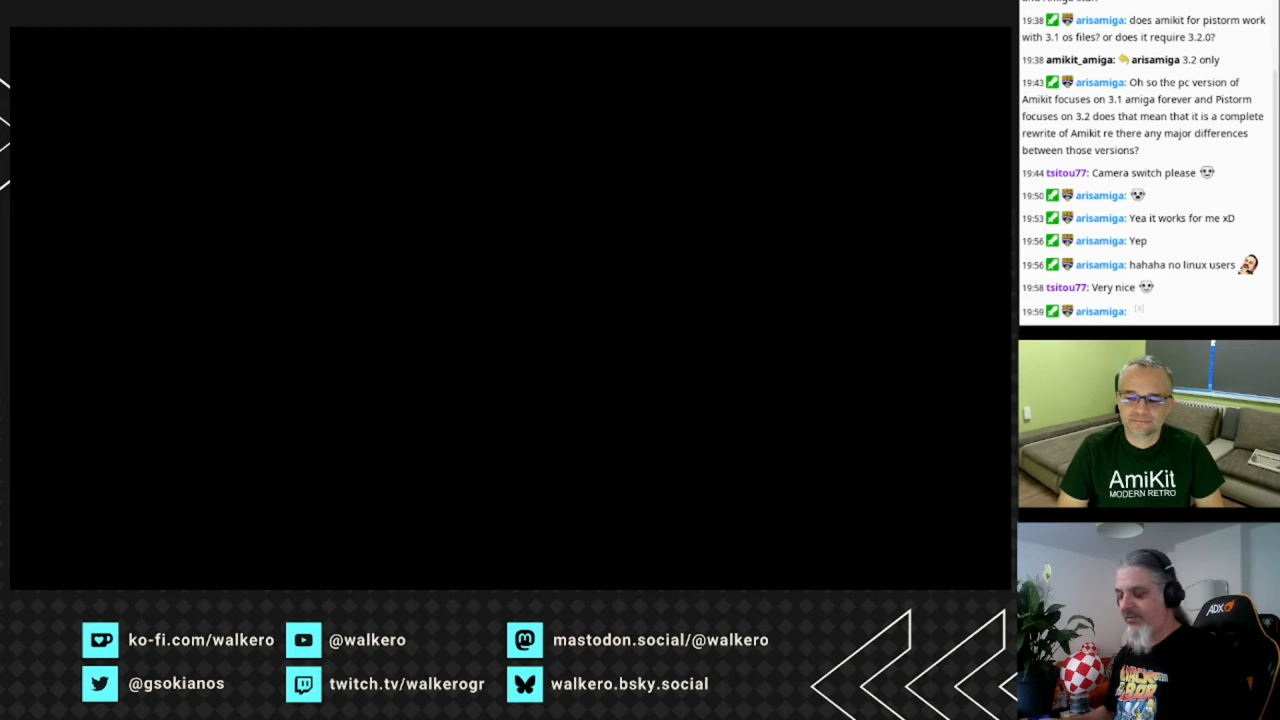 19:38 arisamiga: does amikit for pistorm work
with 3.1 os files? or does it require 3.2.0?
19:38 amikit_amiga: arisamiga 3.2 only
19:43 arisamiga: Oh so the pc version of
Amikit focuses on 3.1 amiga forever and Pistorm
focuses on 3.2 does that mean that it is a complete
rewrite of Amikit re there any major differences
between those versions?
19:44 tsitou77: Camera switch please
19:50 arisamiga:
19:53 arisamiga: Yea it works for me xD
19:56 arisamiga: Yep
19:56 arisamiga: hahaha no linux users
19:58 tsitou77: Very nice
19:59 arisamiga: [x]
AmiKit
MODERN RETRO
ADX
ko-fi.com/walkero
@walkero
mastodon.social/@walkero
@gsokianos
twitch.tv/walkerogr
walkero.bsky.social